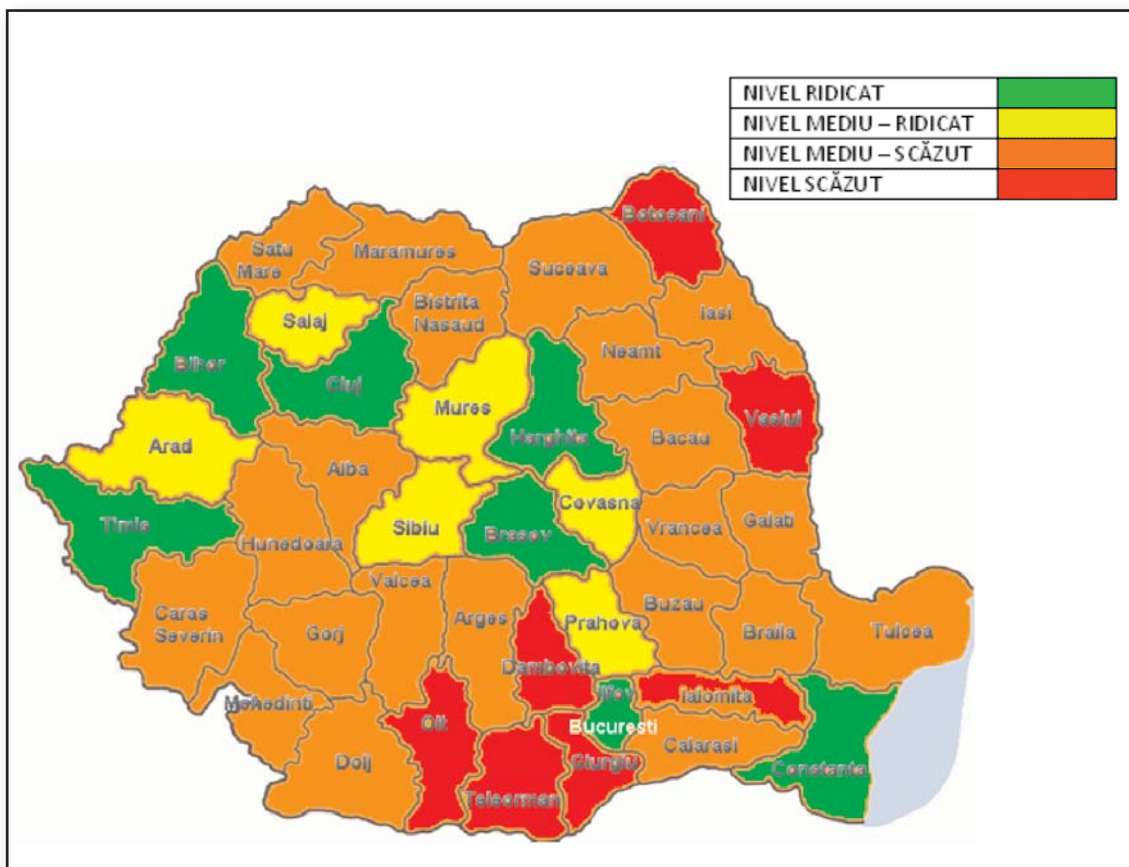 NIVEL RIDICAT
NIVEL MEDIU – RIDICAT
NIVEL MEDIU – SCĂZUT
NIVEL SCĂZUT
Botosani
Satu
Mare
Maramures
Suceava
Bistrita
Nasaud
Iasi
Salaj
Neamt
Bihor
Cluj
Mures
Harghita
Vaslui
Bacau
Arad
Alba
Covasna
Timis
Sibiu
Brasov
Vrancea
Galati
Hunedoara
Valcea
Caras
Severin
Gorj
Arges
Prahova
Buzau
Braila
Tulcea
Dambovita
Mehedinti
Ilfov
Ialomita
Olt
Bucuresti
Calarasi
Dolj
Giurgiu
Constanta
Teleorman